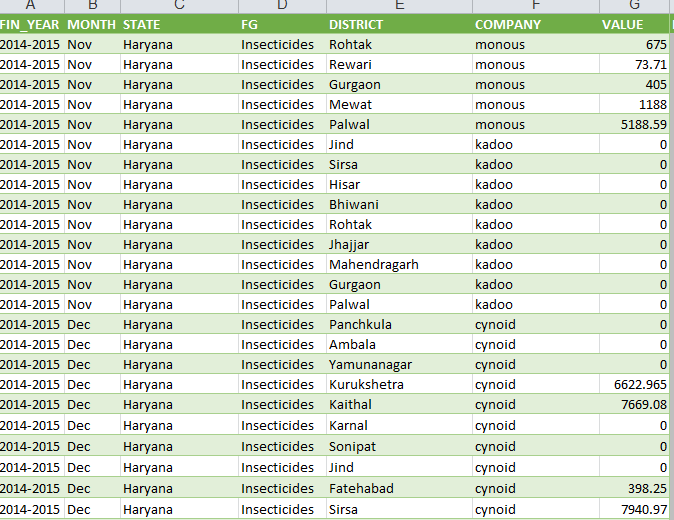 A B C D E F G
FIN_YEAR MONTH STATE FG DISTRICT COMPANY VALUE
2014-2015 Nov Haryana Insecticides Rohtak monous 675
2014-2015 Nov Haryana Insecticides Rewari monous 73.71
2014-2015 Nov Haryana Insecticides Gurgaon monous 405
2014-2015 Nov Haryana Insecticides Mewat monous 1188
2014-2015 Nov Haryana Insecticides Palwal monous 5188.59
2014-2015 Nov Haryana Insecticides Jind kadoo 0
2014-2015 Nov Haryana Insecticides Sirsa kadoo 0
2014-2015 Nov Haryana Insecticides Hisar kadoo 0
2014-2015 Nov Haryana Insecticides Bhiwani kadoo 0
2014-2015 Nov Haryana Insecticides Rohtak kadoo 0
2014-2015 Nov Haryana Insecticides Jhajjar kadoo 0
2014-2015 Nov Haryana Insecticides Mahendragarh kadoo 0
2014-2015 Nov Haryana Insecticides Gurgaon kadoo 0
2014-2015 Nov Haryana Insecticides Palwal kadoo 0
2014-2015 Dec Haryana Insecticides Panchkula cynoid 0
2014-2015 Dec Haryana Insecticides Ambala cynoid 0
2014-2015 Dec Haryana Insecticides Yamunanagar cynoid 0
2014-2015 Dec Haryana Insecticides Kurukshetra cynoid 6622.965
2014-2015 Dec Haryana Insecticides Kaithal cynoid 7669.08
2014-2015 Dec Haryana Insecticides Karnal cynoid 0
2014-2015 Dec Haryana Insecticides Sonipat cynoid 0
2014-2015 Dec Haryana Insecticides Jind cynoid 0
2014-2015 Dec Haryana Insecticides Fatehabad cynoid 398.25
2014-2015 Dec Haryana Insecticides Sirsa cynoid 7940.97